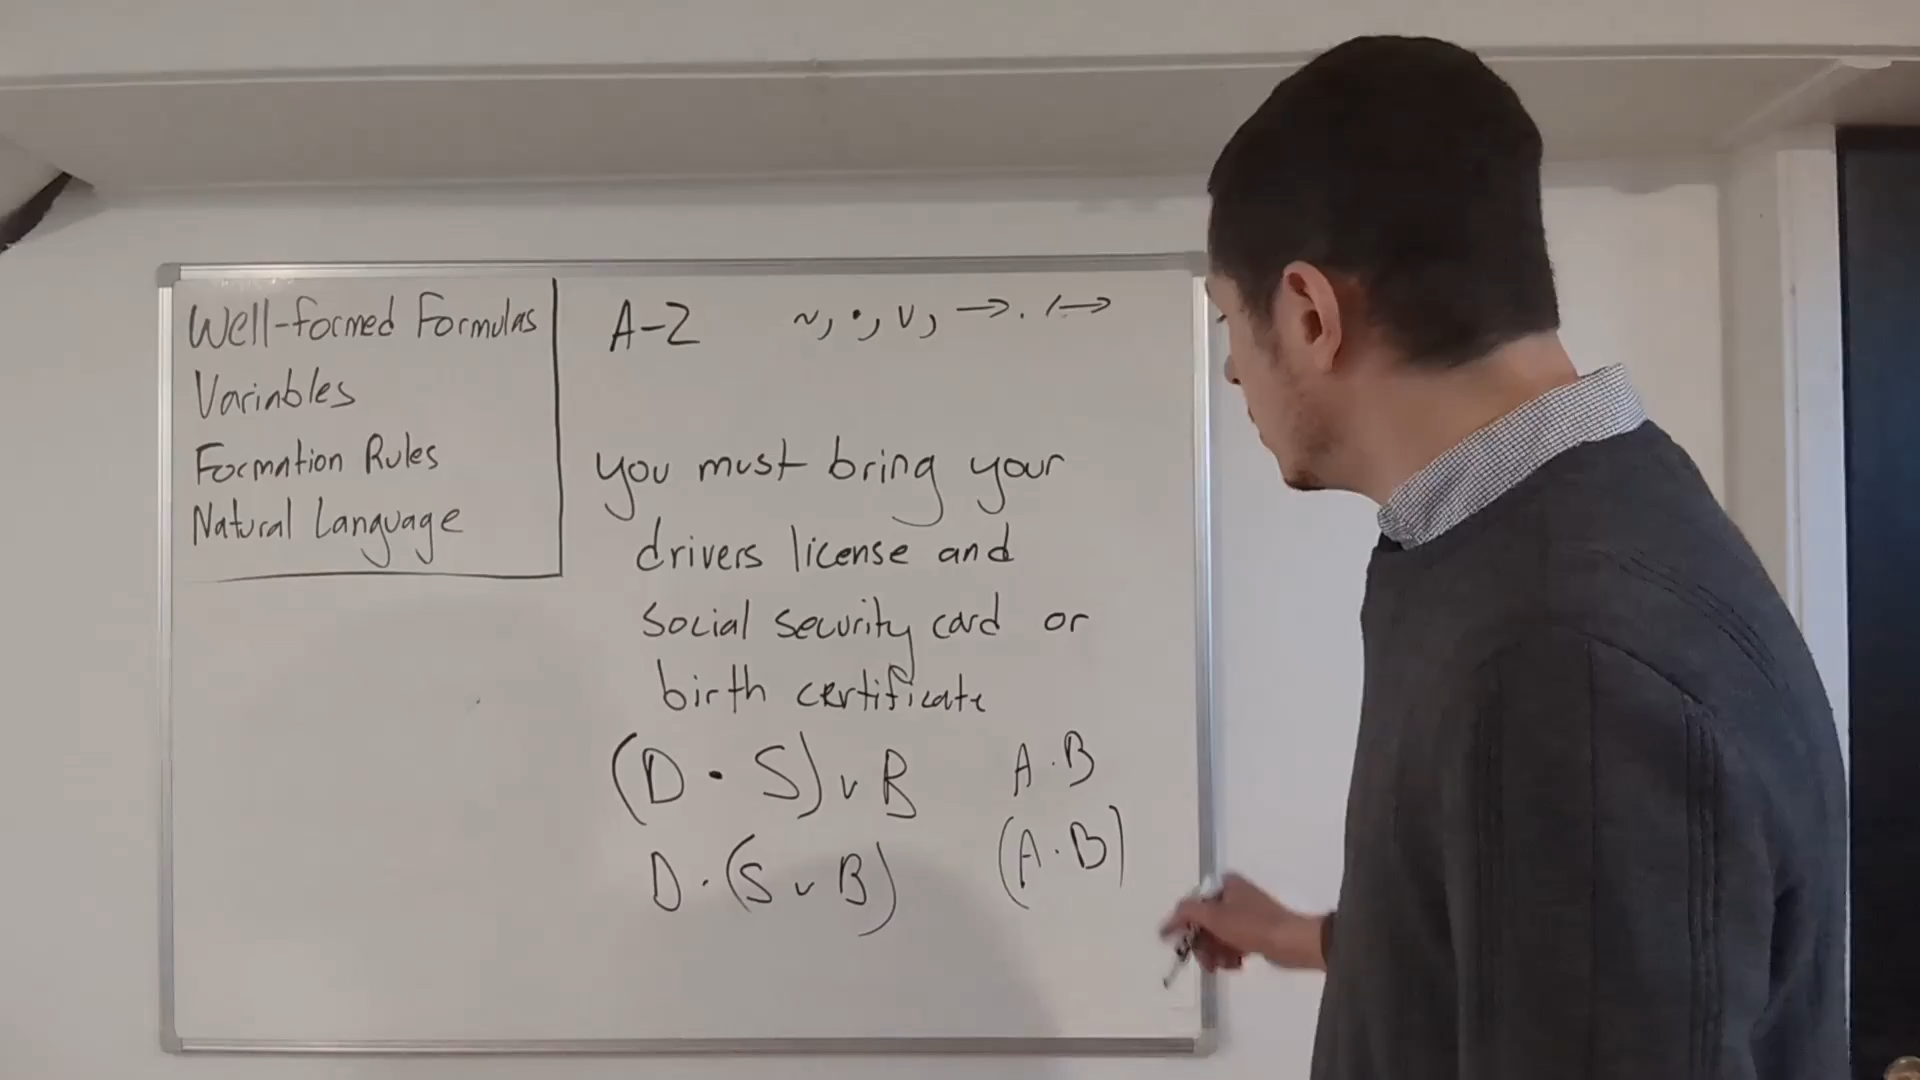 Well-formed Formulas
Variables
Formation Rules
Natural Language
A-Z ~, •, v, →. ↔
you must bring your
drivers license and
social security card or
birth certificate
(D • S) v B
D • (S v B)
A • B
(A • B)